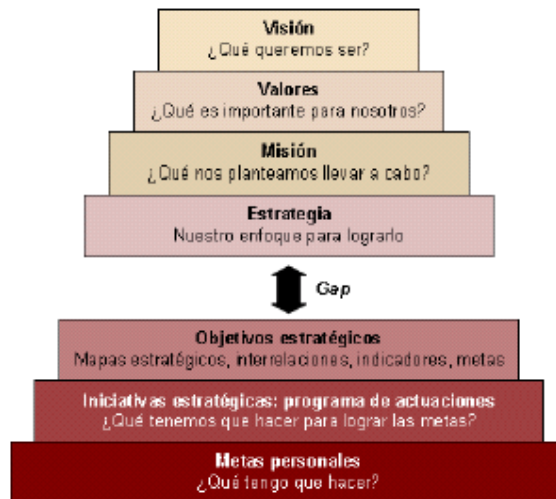 Visión
¿Qué queremos ser?
Valores
¿Qué es importante para nosotros?
Misión
¿Qué nos planteamos llevar a cabo?
Estrategia
Nuestro enfoque para lograrlo
Gap
Objetivos estratégicos
Mapas estratégicos, interrelaciones, indicadores, metas
Iniciativas estratégicas: programa de actuaciones
¿Qué tenemos que hacer para lograr las metas?
Metas personales
¿Qué tengo que hacer?